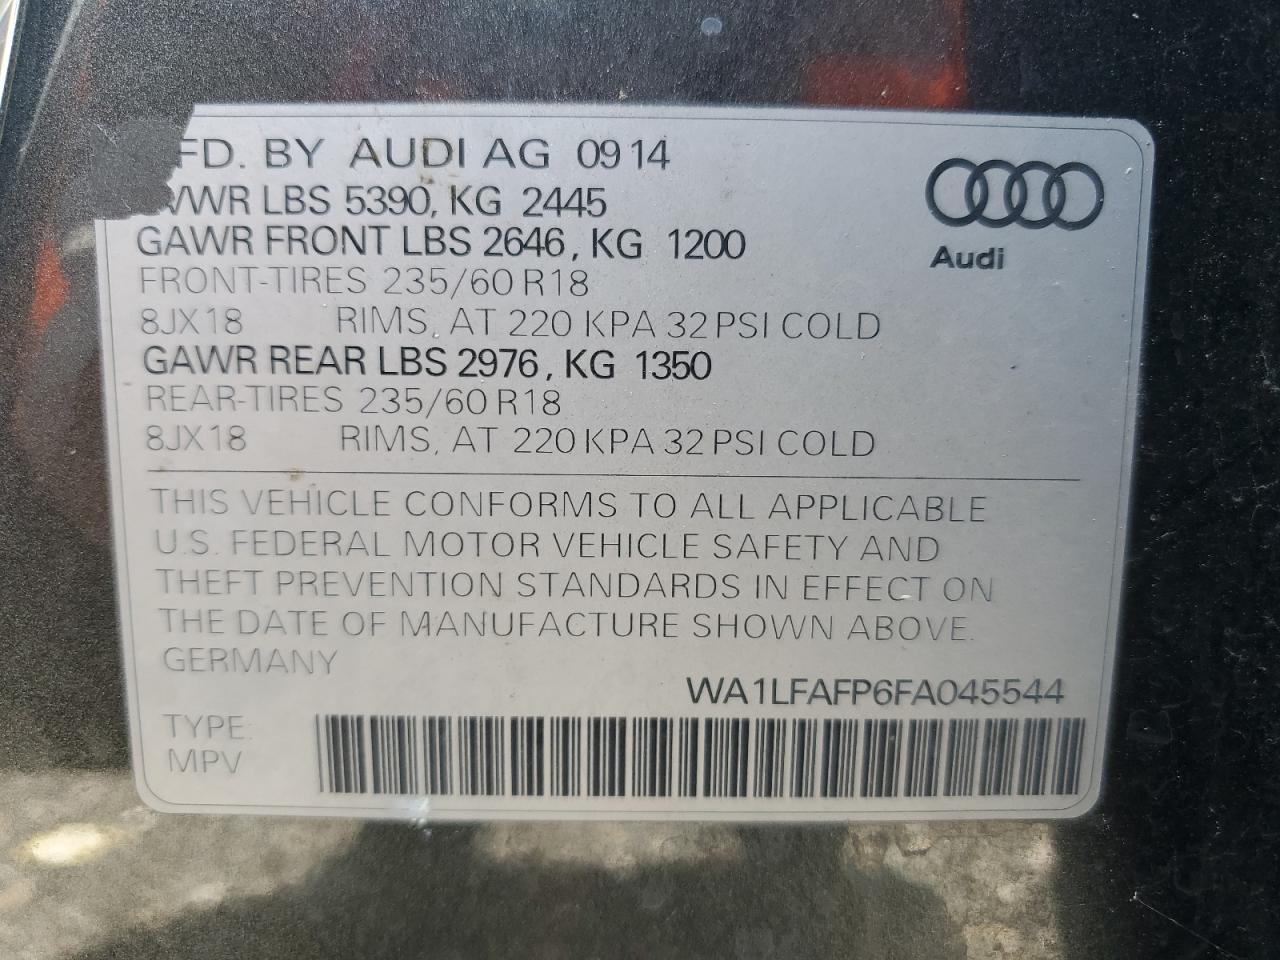 FD. BY AUDI AG 0914
VWR LBS 5390, KG 2445
GAWR FRONT LBS 2646, KG 1200
FRONT-TIRES 235/60 R18
8JX18 RIMS, AT 220 KPA 32 PSI COLD
GAWR REAR LBS 2976, KG 1350
REAR-TIRES 235/60 R18
8JX18 RIMS, AT 220 KPA 32 PSI COLD
THIS VEHICLE CONFORMS TO ALL APPLICABLE
U.S. FEDERAL MOTOR VEHICLE SAFETY AND
THEFT PREVENTION STANDARDS IN EFFECT ON
THE DATE OF MANUFACTURE SHOWN ABOVE.
GERMANY
WA1LFAFP6FA045544
TYPE:
MPV
Audi